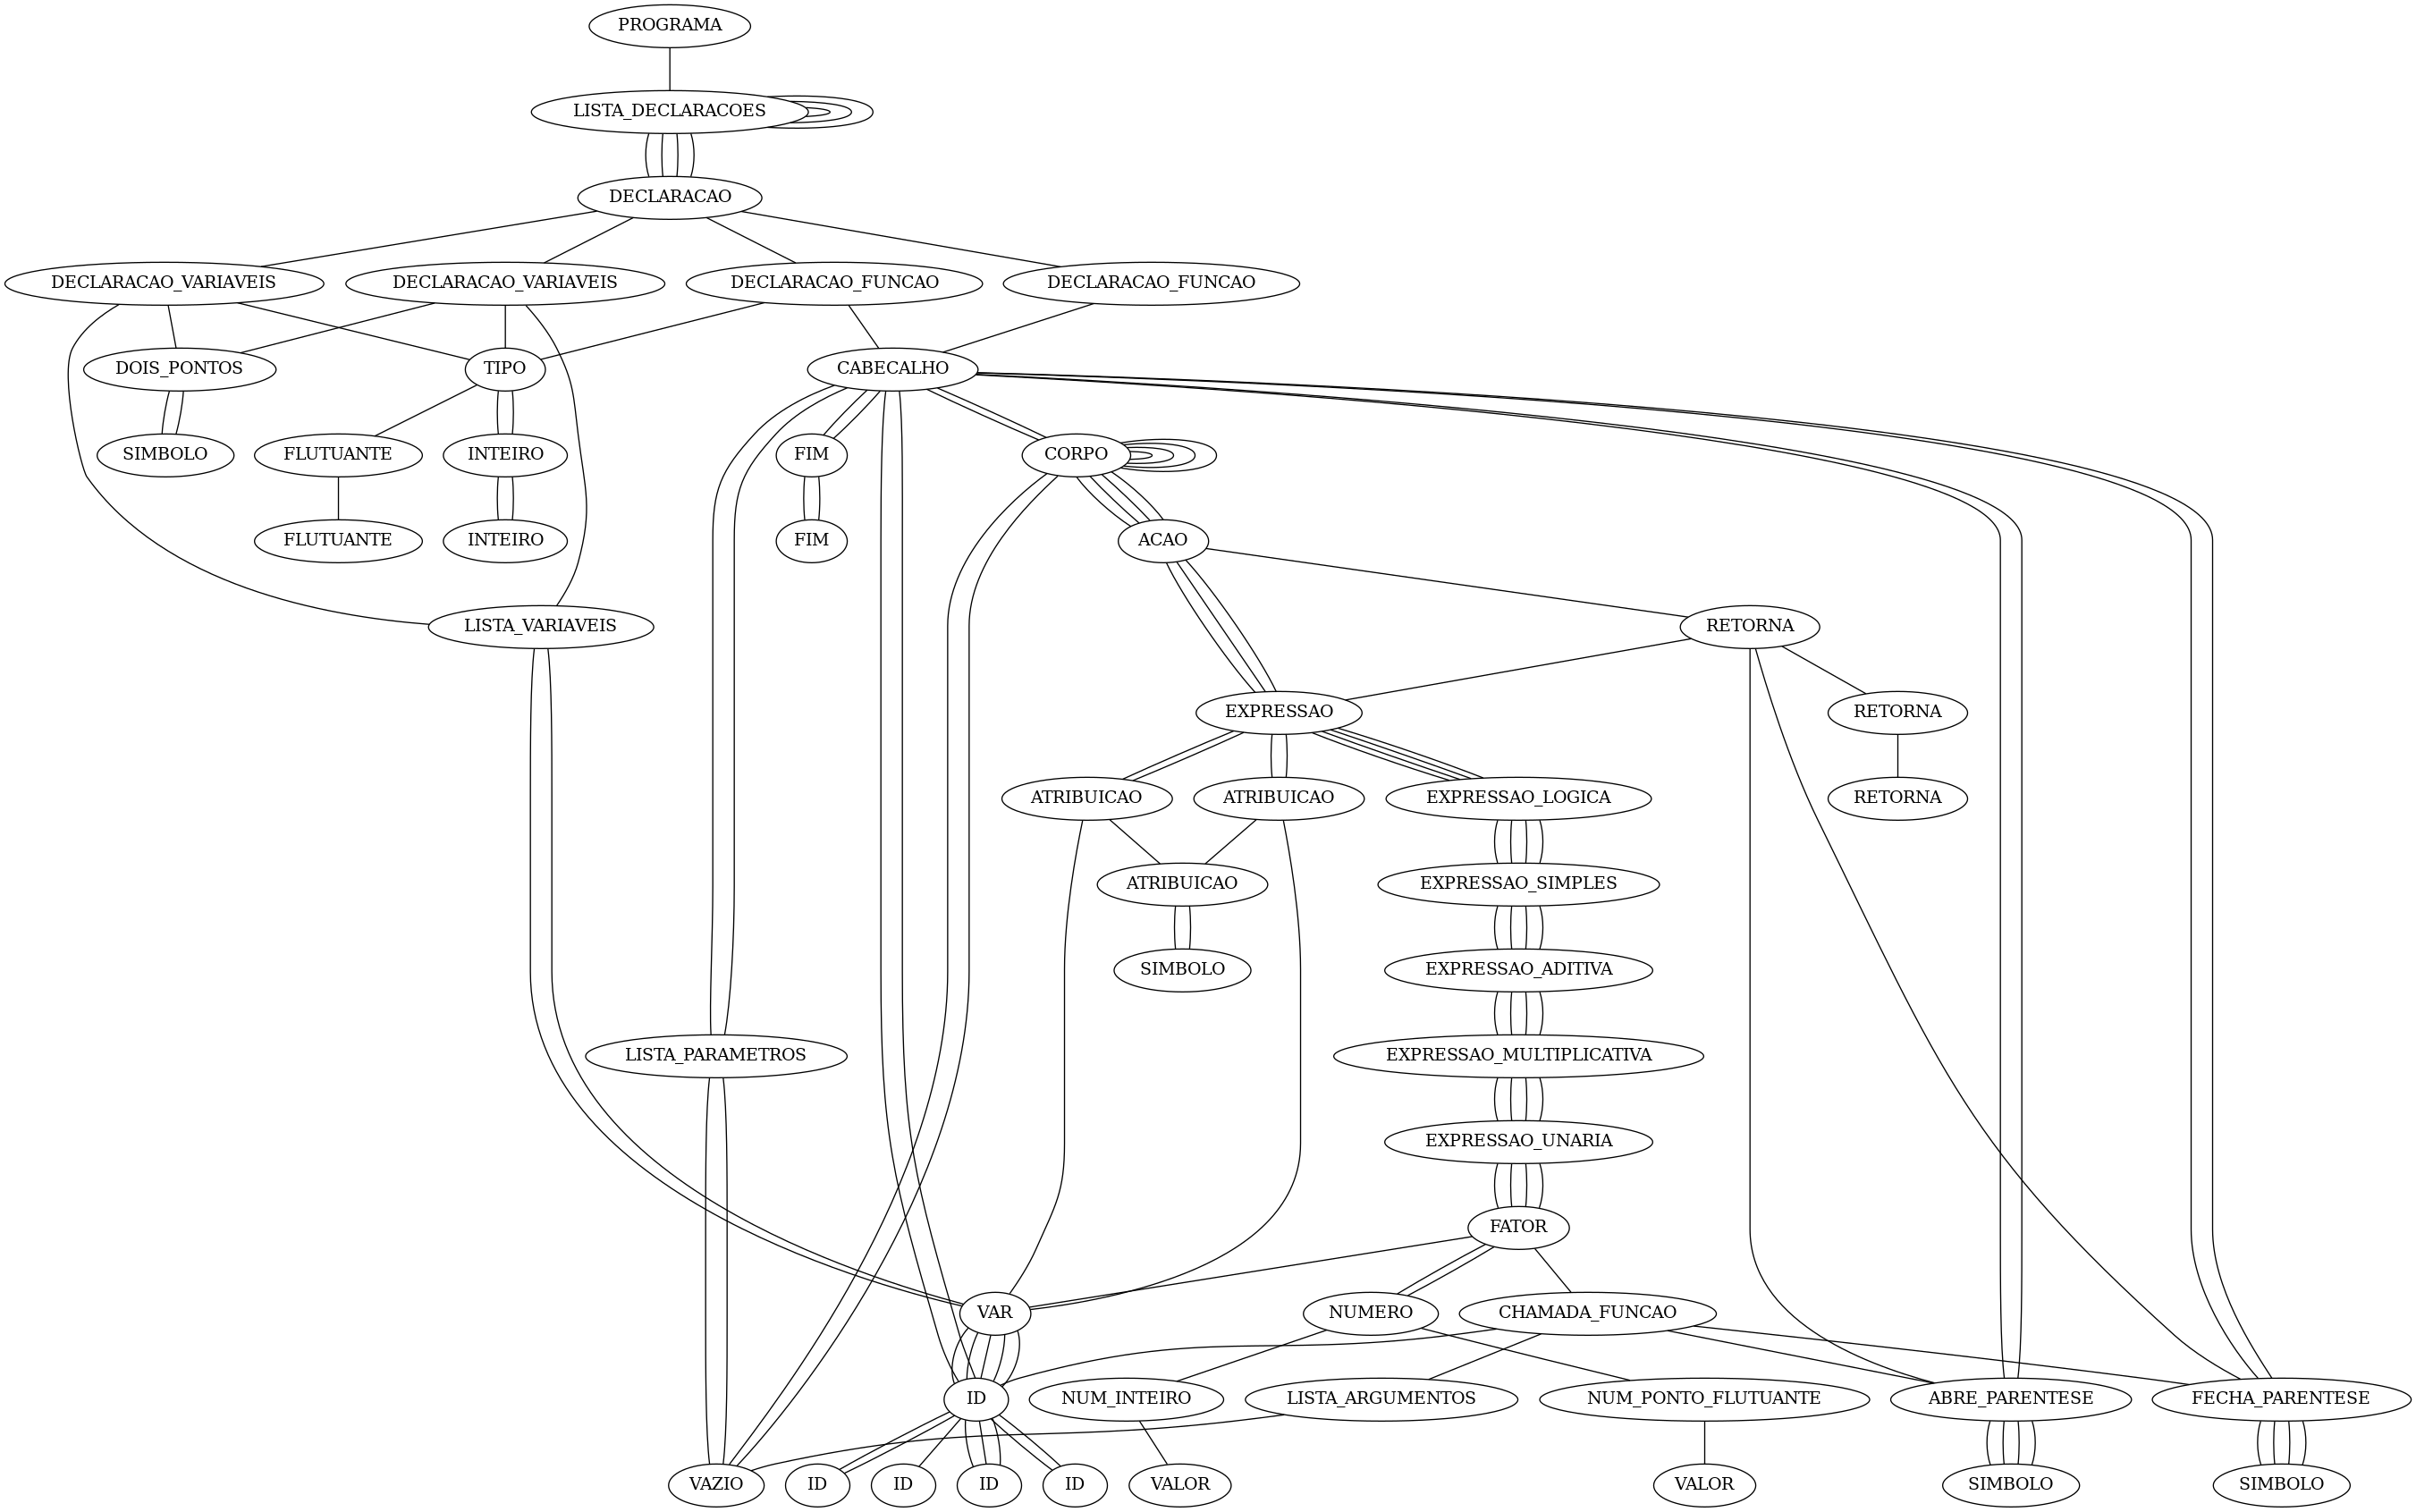 PROGRAMA
LISTA_DECLARACOES
DECLARACAO
DECLARACAO_VARIAVEIS
DECLARACAO_VARIAVEIS
DECLARACAO_FUNCAO
DECLARACAO_FUNCAO
DOIS_PONTOS
TIPO
CABECALHO
SIMBOLO
FLUTUANTE
INTEIRO
FIM
CORPO
FLUTUANTE
INTEIRO
FIM
ACAO
LISTA_VARIAVEIS
RETORNA
EXPRESSAO
RETORNA
ATRIBUICAO
ATRIBUICAO
EXPRESSAO_LOGICA
RETORNA
ATRIBUICAO
EXPRESSAO_SIMPLES
SIMBOLO
EXPRESSAO_ADITIVA
LISTA_PARAMETROS
EXPRESSAO_MULTIPLICATIVA
EXPRESSAO_UNARIA
FATOR
VAR
NUMERO
CHAMADA_FUNCAO
ID
NUM_INTEIRO
LISTA_ARGUMENTOS
NUM_PONTO_FLUTUANTE
ABRE_PARENTESE
FECHA_PARENTESE
VAZIO
ID
ID
ID
ID
VALOR
VALOR
SIMBOLO
SIMBOLO